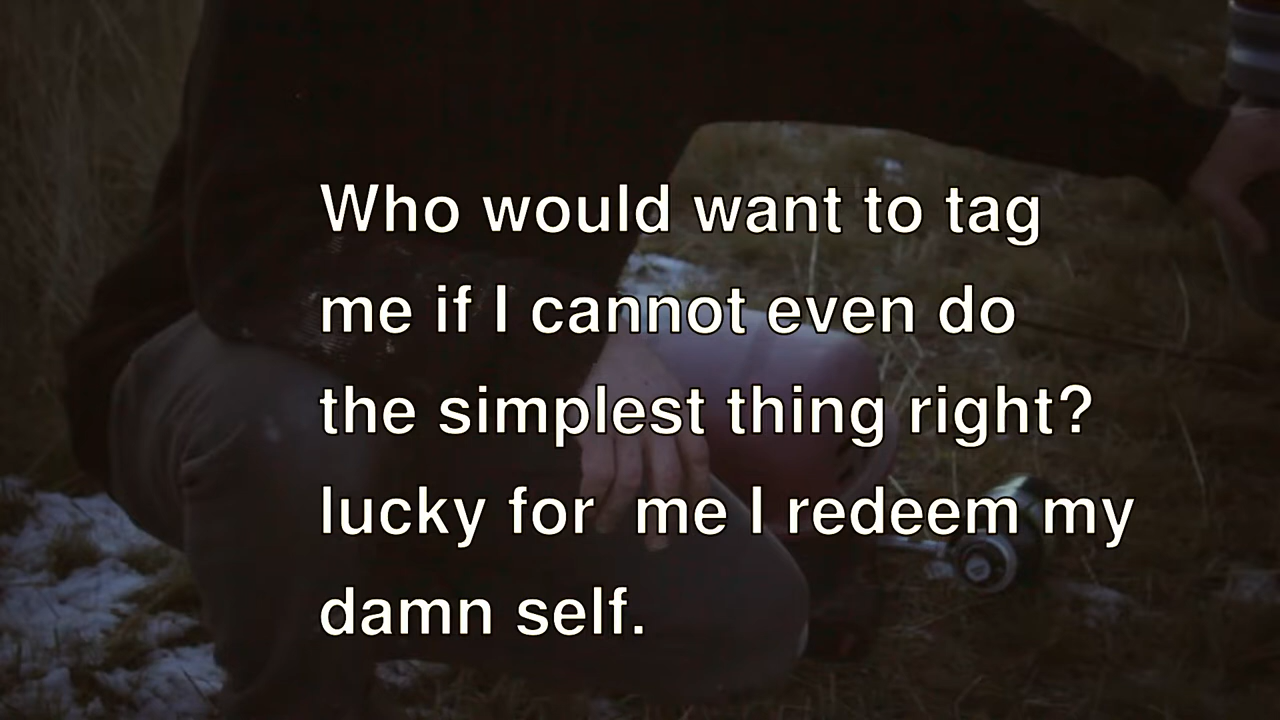 Who would want to tag
me if I cannot even do
the simplest thing right?
lucky for  me I redeem my
damn self.